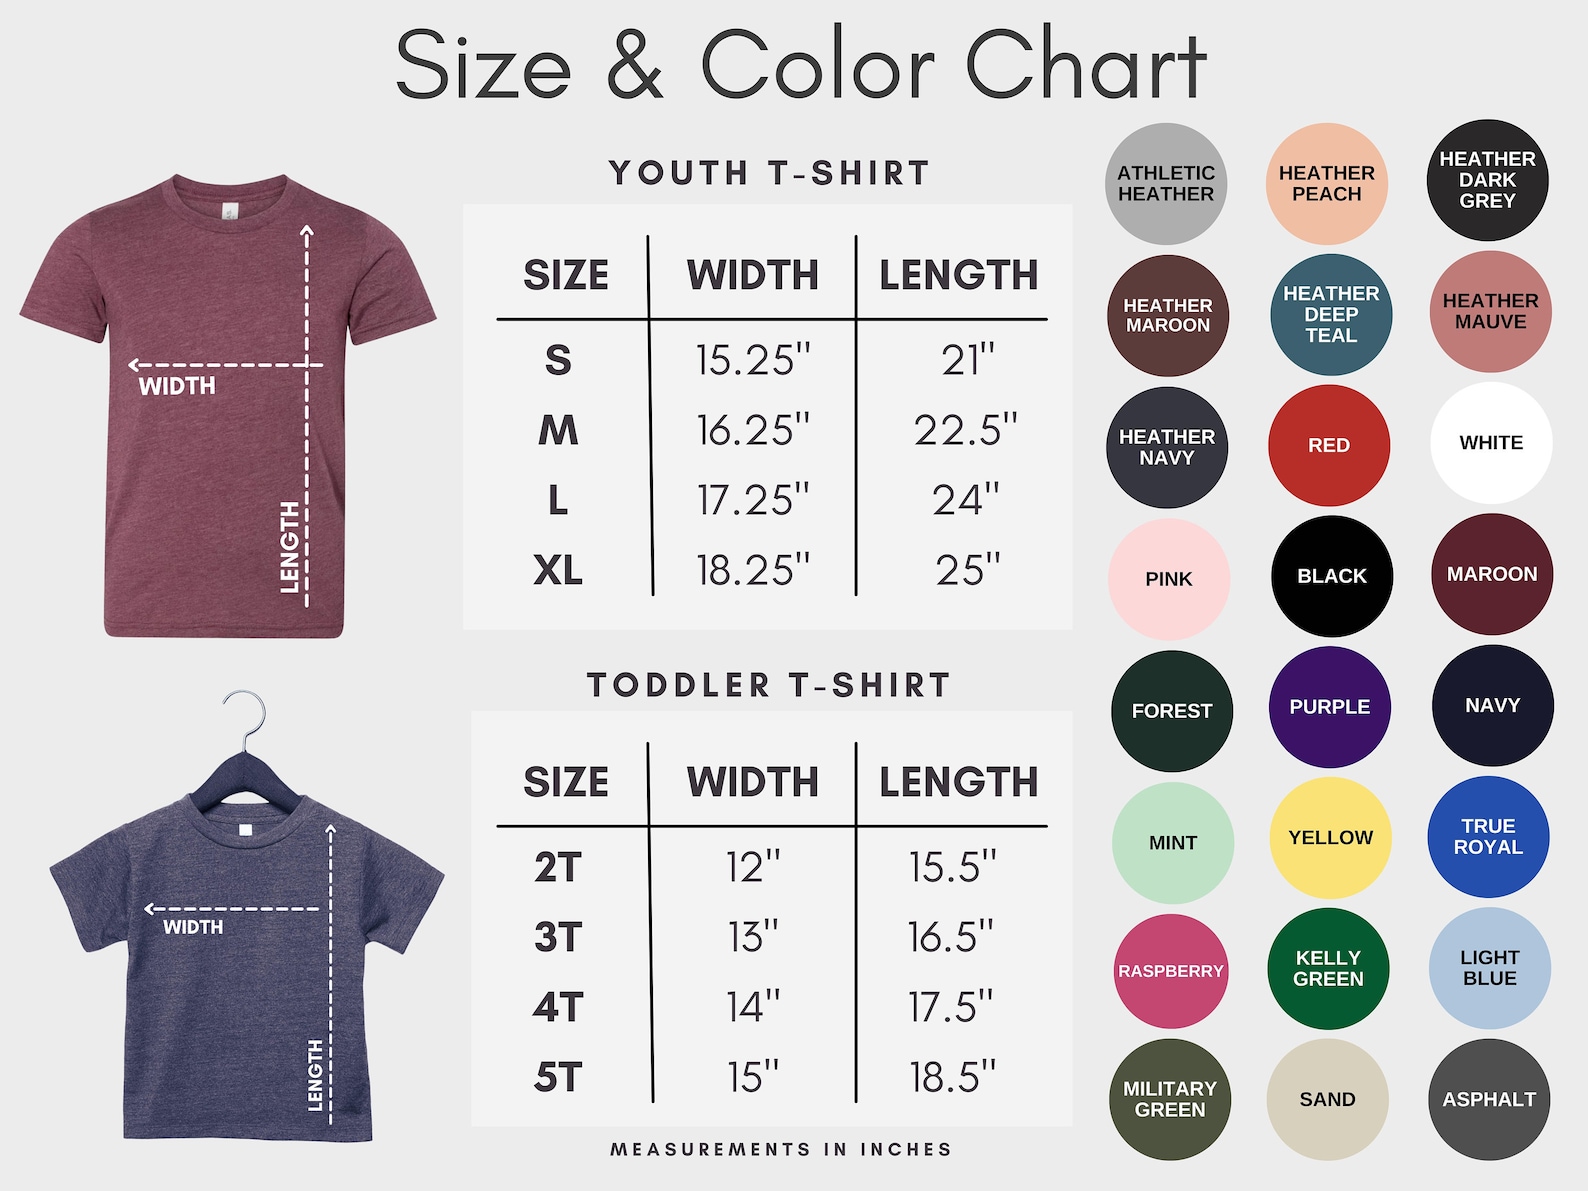 Size & Color Chart
YOUTH T-SHIRT
SIZE WIDTH LENGTH
S 15.25" 21"
M 16.25" 22.5"
L 17.25" 24"
XL 18.25" 25"
WIDTH
LENGTH
TODDLER T-SHIRT
SIZE WIDTH LENGTH
2T 12" 15.5"
3T 13" 16.5"
4T 14" 17.5"
5T 15" 18.5"
WIDTH
LENGTH
MEASUREMENTS IN INCHES
ATHLETIC
HEATHER
HEATHER
PEACH
HEATHER
DARK
GREY
HEATHER
MAROON
HEATHER
DEEP
TEAL
HEATHER
MAUVE
HEATHER
NAVY
RED
WHITE
PINK
BLACK
MAROON
FOREST
PURPLE
NAVY
MINT
YELLOW
TRUE
ROYAL
RASPBERRY
KELLY
GREEN
LIGHT
BLUE
MILITARY
GREEN
SAND
ASPHALT